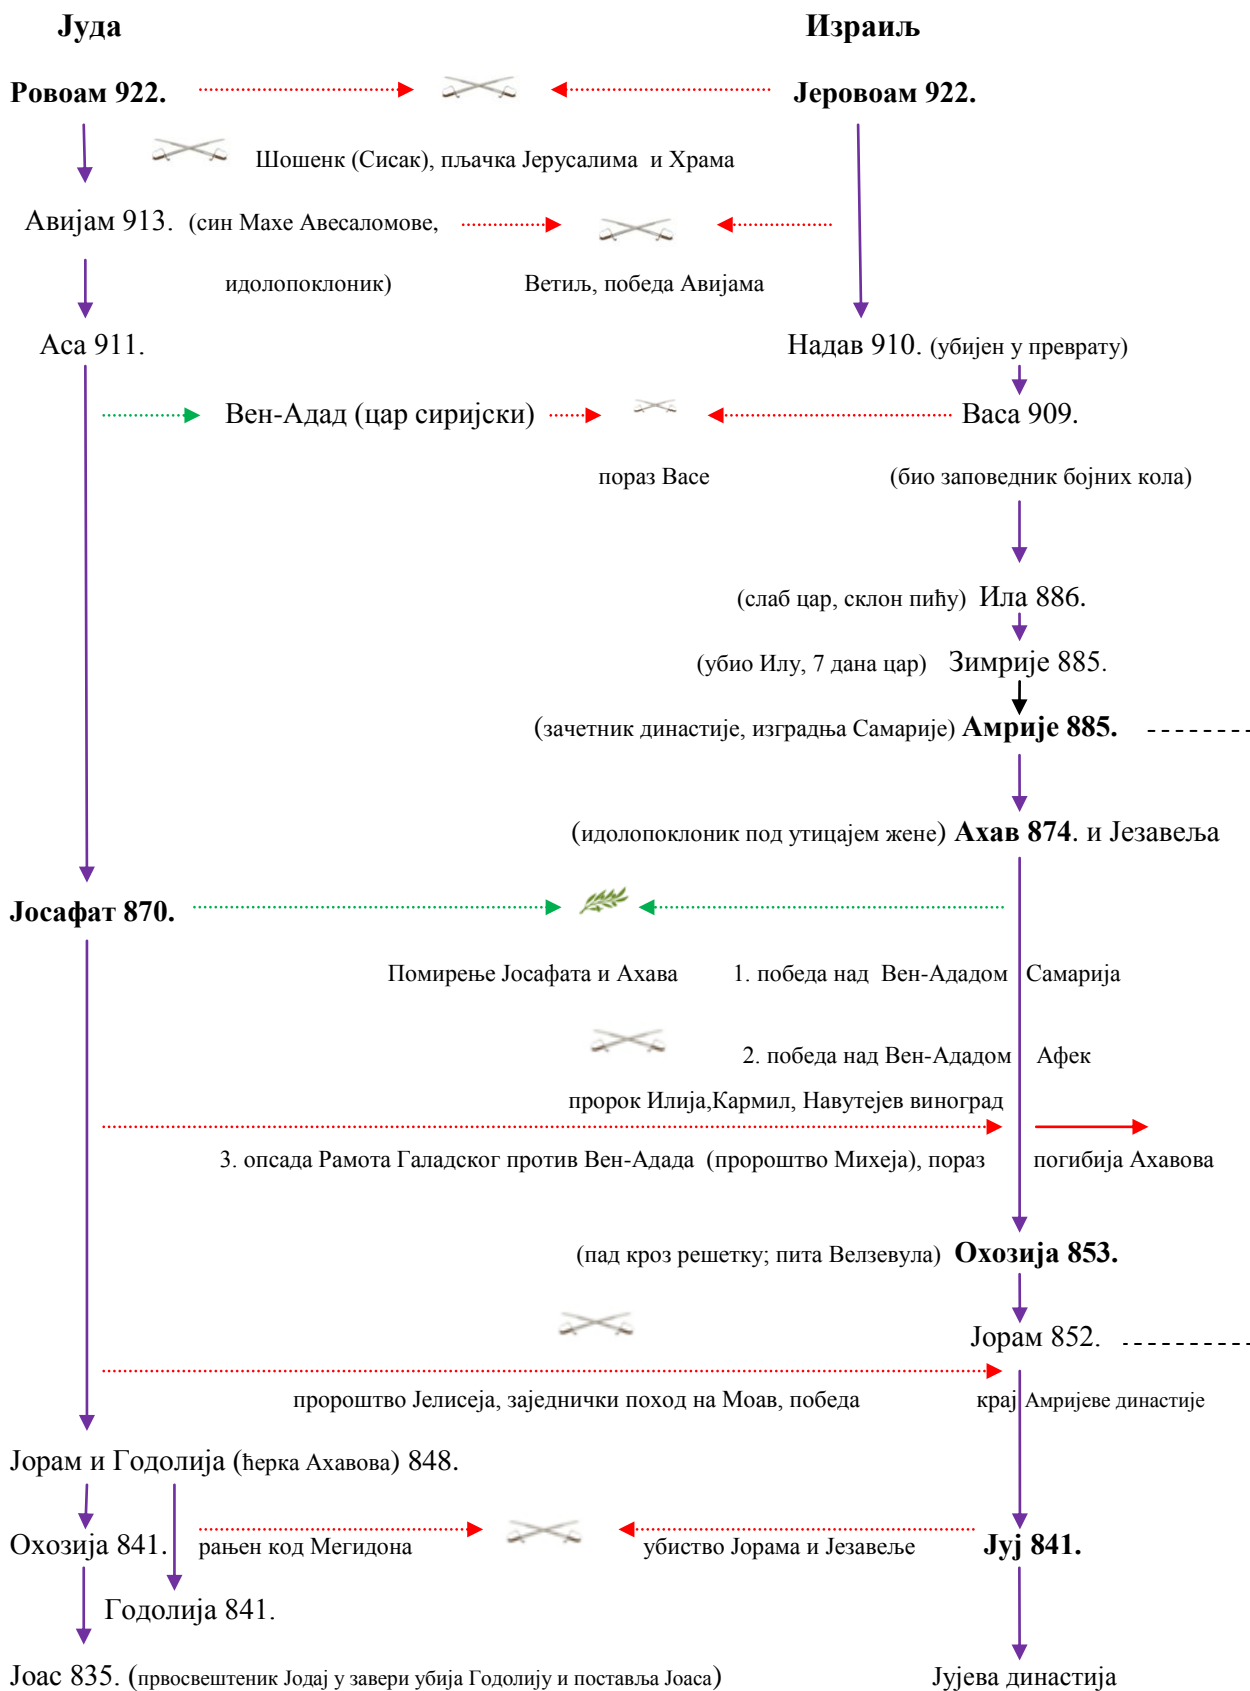 Јуда Израиљ
Ровоам 922. Јеровоам 922.
Шошенк (Сисак), пљачка Јерусалима и Храма
Авијам 913. (син Махе Авесаломове,
идолопоклоник) Ветиљ, победа Авијама
Аса 911. Надав 910. (убијен у преврату)
Вен-Адад (цар сиријски) Васа 909.
пораз Васе (био заповедник бојних кола)
(слаб цар, склон пићу) Ила 886.
(убио Илу, 7 дана цар) Зимрије 885.
(зачетник династије, изградња Самарије) Амрије 885.
(идолопоклоник под утицајем жене) Ахав 874. и Језавеља
Јосафат 870.
Помирење Јосафата и Ахава 1. победа над Вен-Ададом Самарија
2. победа над Вен-Ададом Афек
пророк Илија,Кармил, Навутејев виноград
3. опсада Рамота Галадског против Вен-Адада (пророштво Михеја), пораз погибија Ахавова
(пад кроз решетку; пита Велзевула) Охозија 853.
Јорам 852.
пророштво Јелисеја, заједнички поход на Моав, победа крај Амријеве династије
Јорам и Годолија (ћерка Ахавова) 848.
Охозија 841. рањен код Мегидона убиство Јорама и Језавеље Јуј 841.
Годолија 841.
Јоас 835. (првосвештеник Јодај у завери убија Годолију и поставља Јоаса) Јујева династија